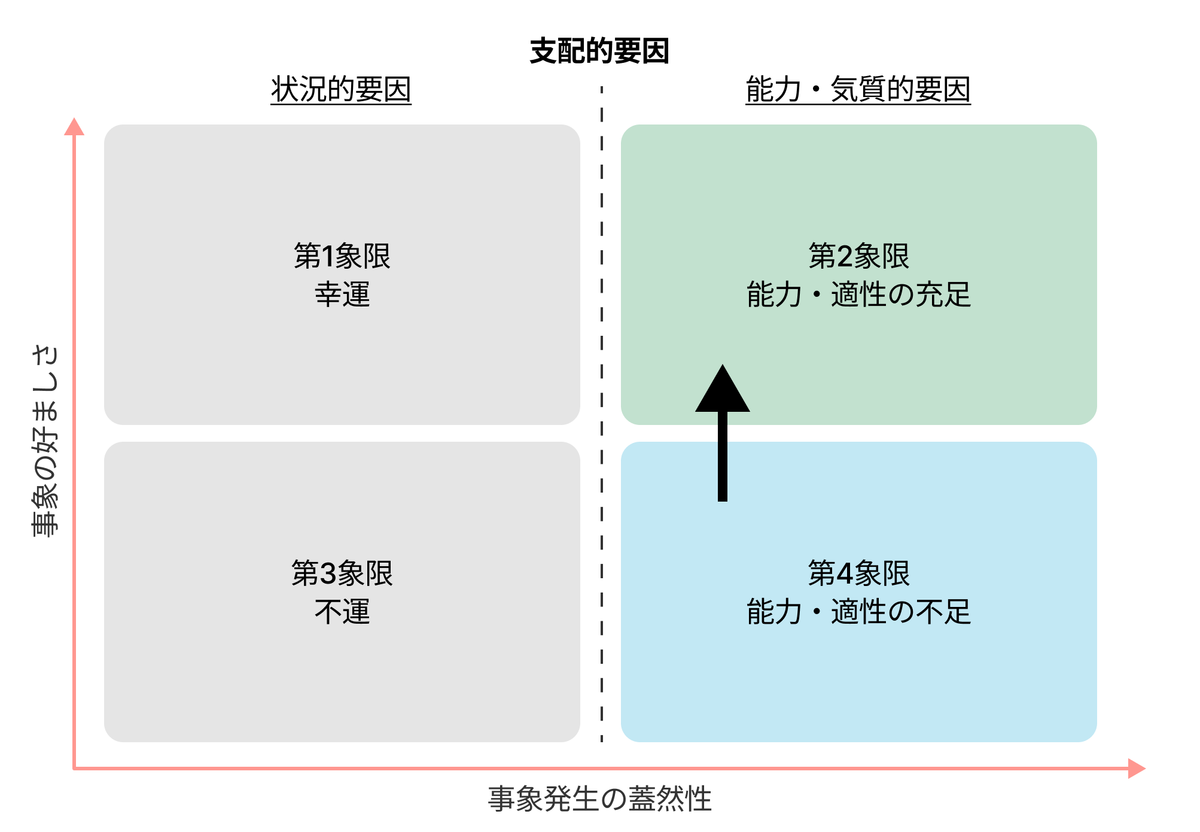 支配的要因
状況的要因
能力・気質的要因
第1象限
幸運
第2象限
能力・適性の充足
事象の好ましさ
第3象限
不運
第4象限
能力・適性の不足
事象発生の蓋然性